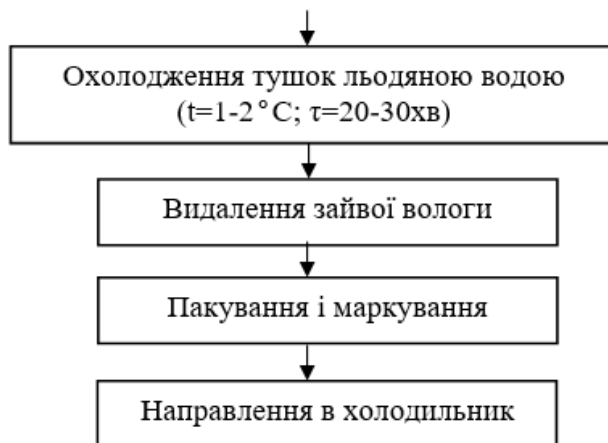 Охолодження тушок льодяною водою
(t=1-2°C; τ=20-30хв)
Видалення зайвої вологи
Пакування і маркування
Направлення в холодильник